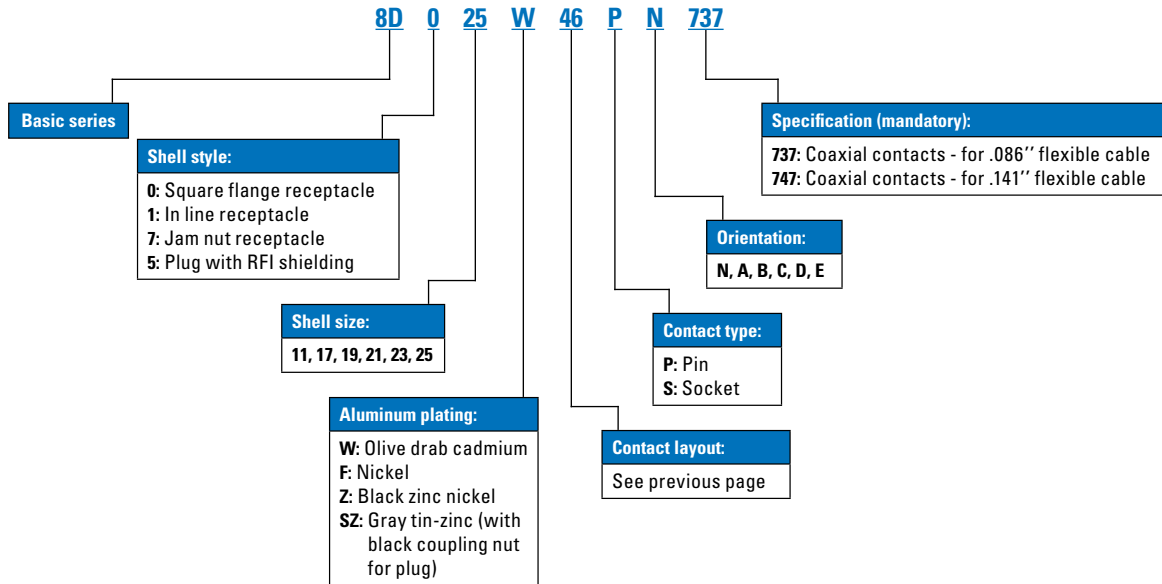 8D 0 25 W 46 P N 737
Basic series
Shell style:
0: Square flange receptacle
1: In line receptacle
7: Jam nut receptacle
5: Plug with RFI shielding
Shell size:
11, 17, 19, 21, 23, 25
Aluminum plating:
W: Olive drab cadmium
F: Nickel
Z: Black zinc nickel
SZ: Gray tin-zinc (with
black coupling nut
for plug)
Contact layout:
See previous page
Contact type:
P: Pin
S: Socket
Orientation:
N, A, B, C, D, E
Specification (mandatory):
737: Coaxial contacts - for .086’’ flexible cable
747: Coaxial contacts - for .141’’ flexible cable